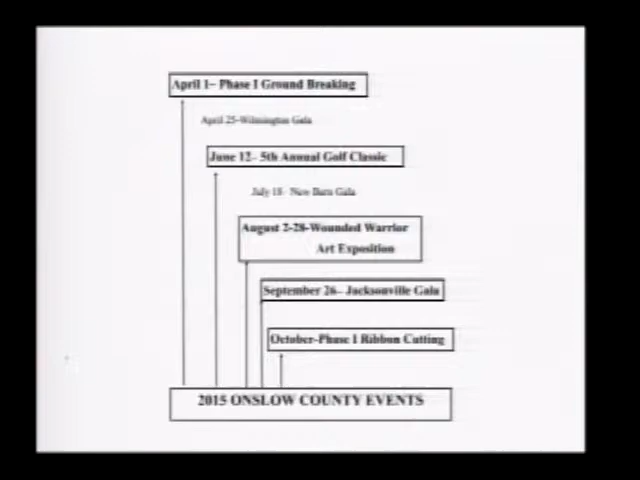 April 1– Phase I Ground Breaking
April 25-Wilmington Gala
June 12– 5th Annual Golf Classic
July 18- New Bern Gala
August 2-28-Wounded Warrior
Art Exposition
September 26– Jacksonville Gala
October-Phase I Ribbon Cutting
2015 ONSLOW COUNTY EVENTS